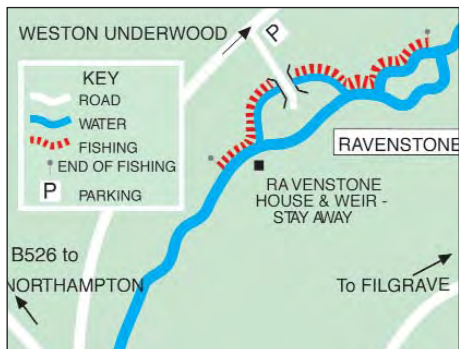 WESTON UNDERWOOD
P
KEY
ROAD
WATER
FISHING
END OF FISHING
P PARKING
RAVENSTONE
RAVENSTONE
HOUSE & WEIR -
STAY AWAY
B526 to
NORTHAMPTON
To FILGRAVE